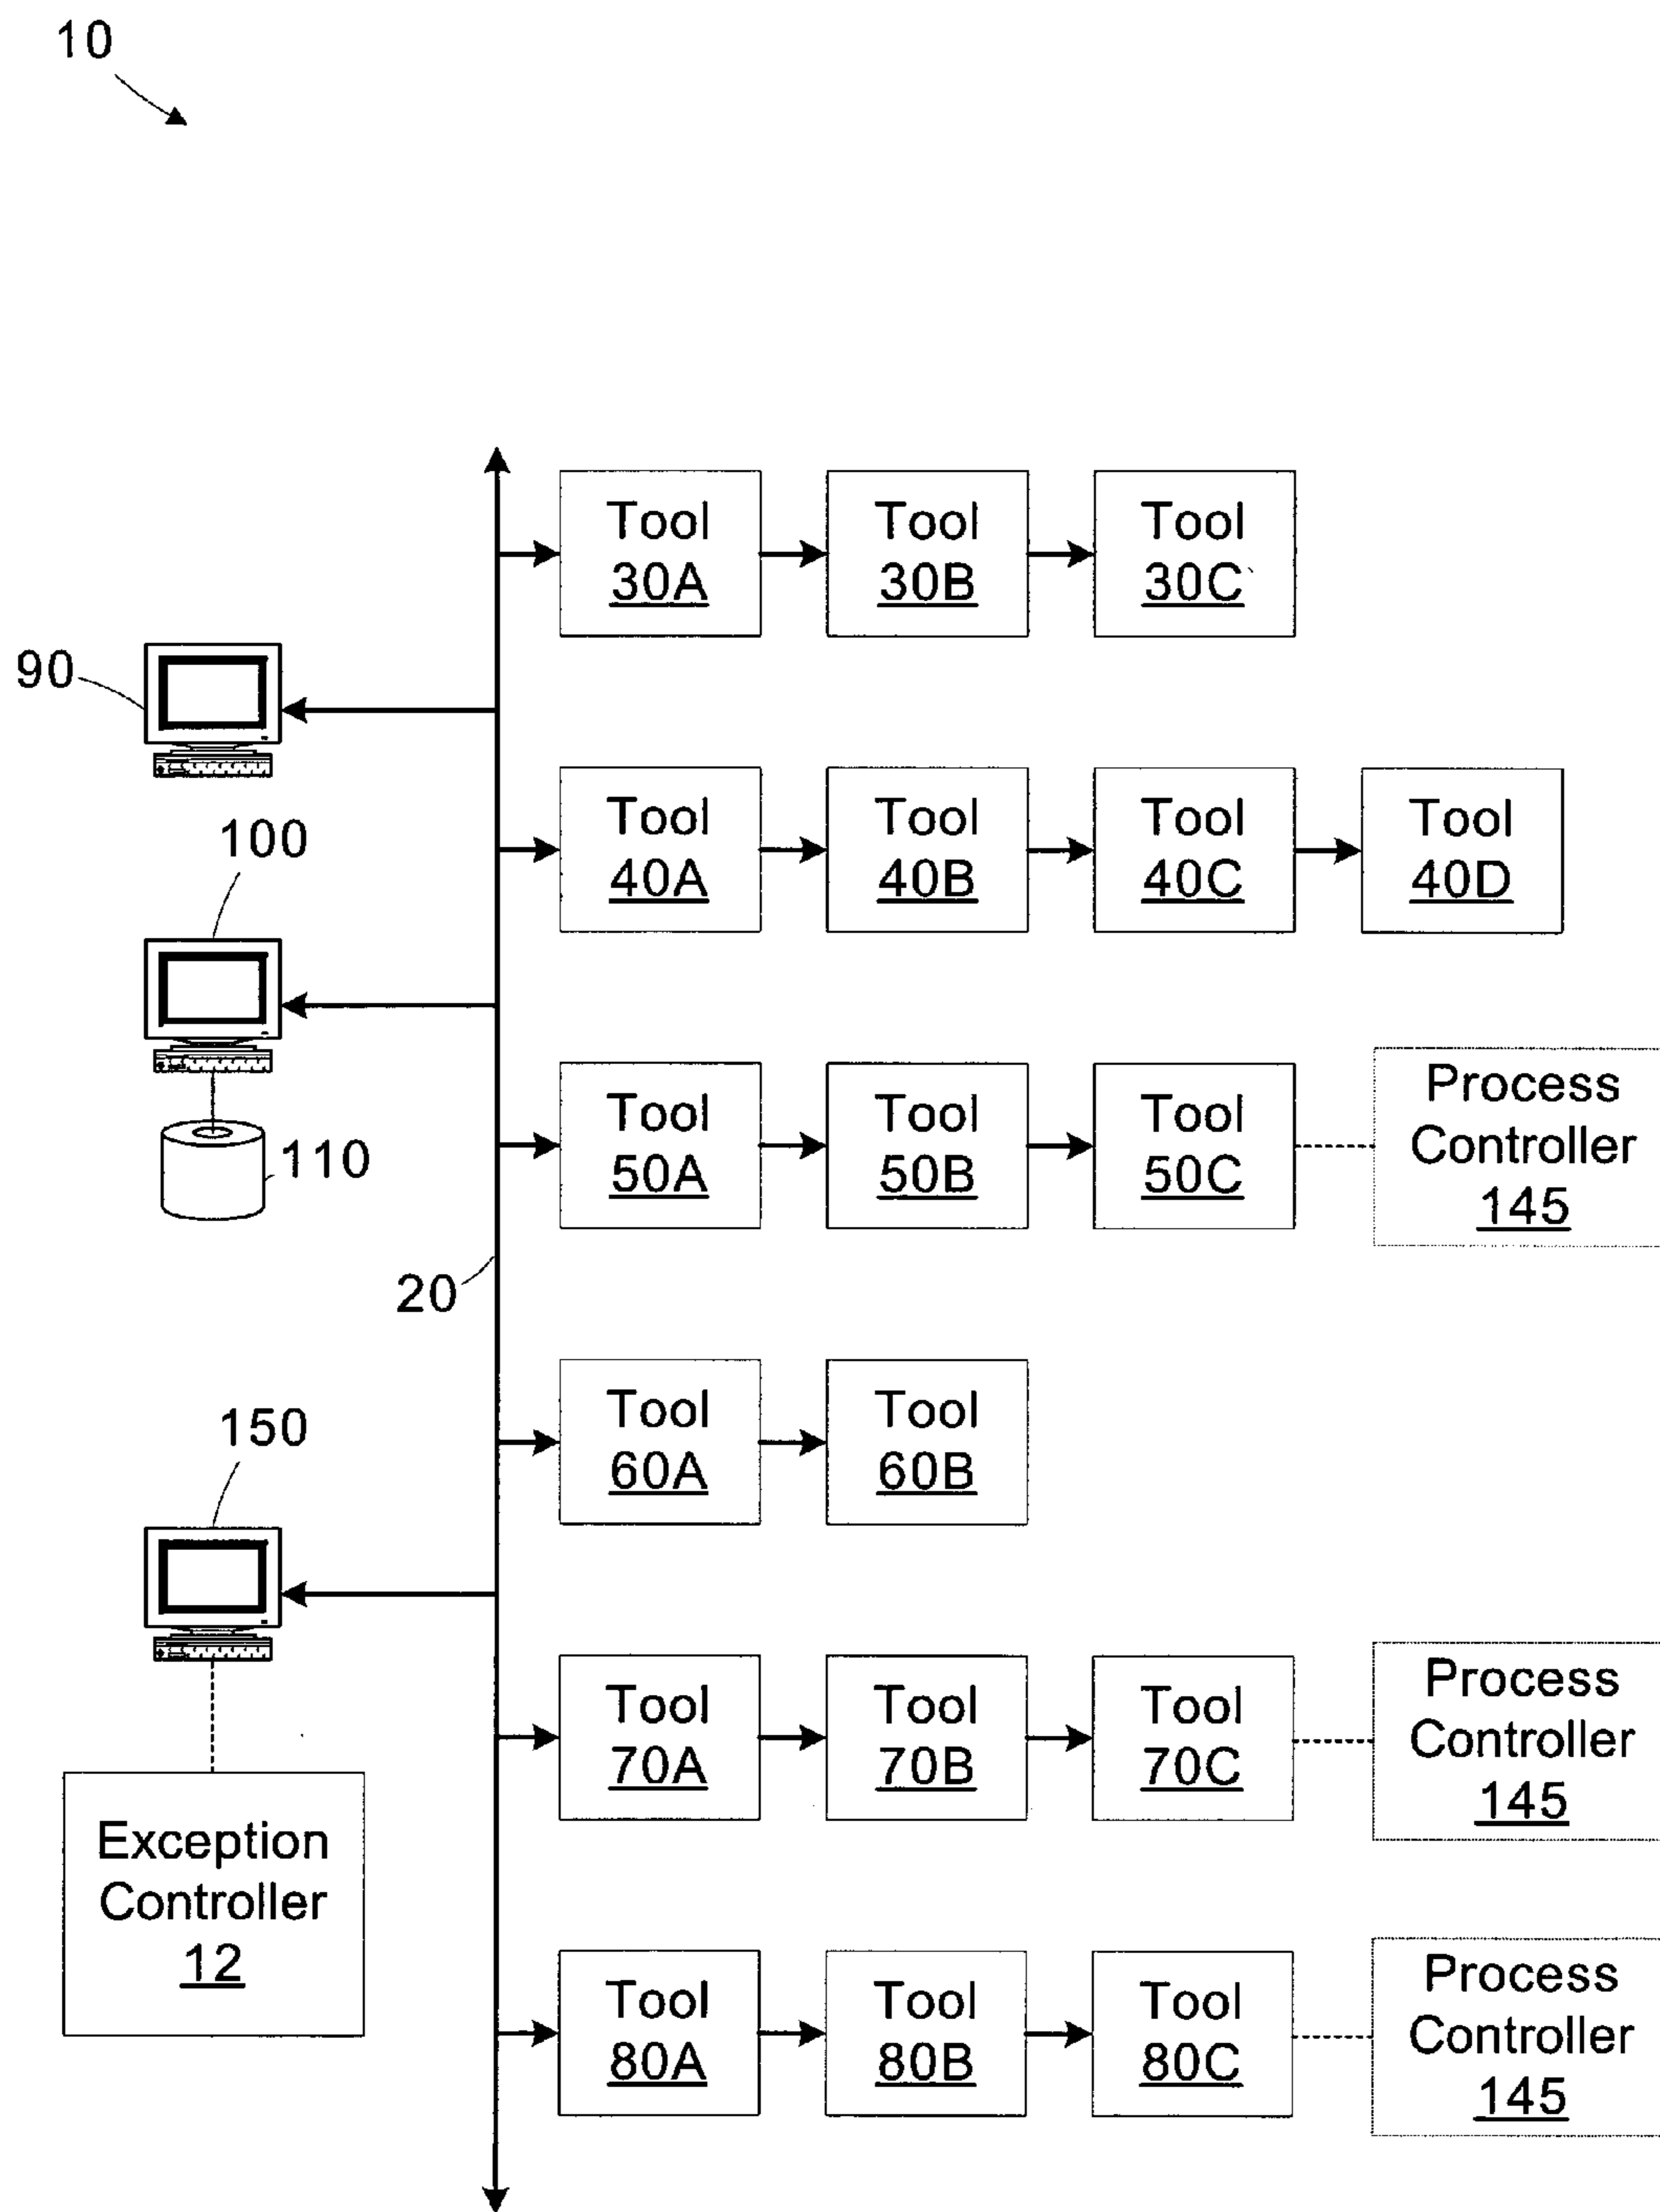 10
Tool
30A
Tool
30B
Tool
30C
90
Tool
40A
Tool
40B
Tool
40C
Tool
40D
100
Tool
50A
Tool
50B
Tool
50C
Process
Controller
145
110
20
Tool
60A
Tool
60B
150
Tool
70A
Tool
70B
Tool
70C
Process
Controller
145
Exception
Controller
12
Tool
80A
Tool
80B
Tool
80C
Process
Controller
145